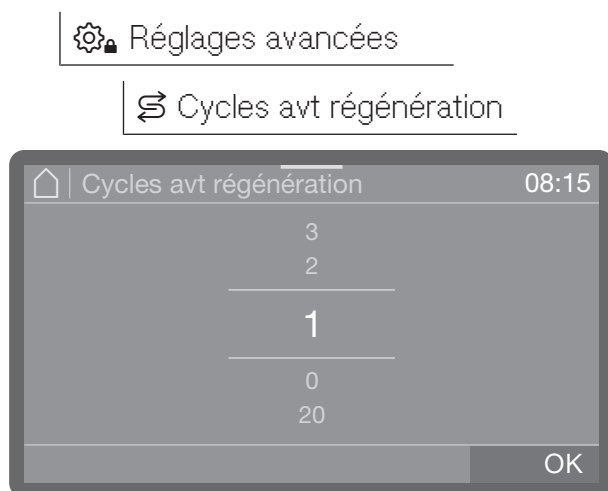 Réglages avancées
Cycles avt régénération
Cycles avt régénération 08:15
3
2
1
0
20
OK